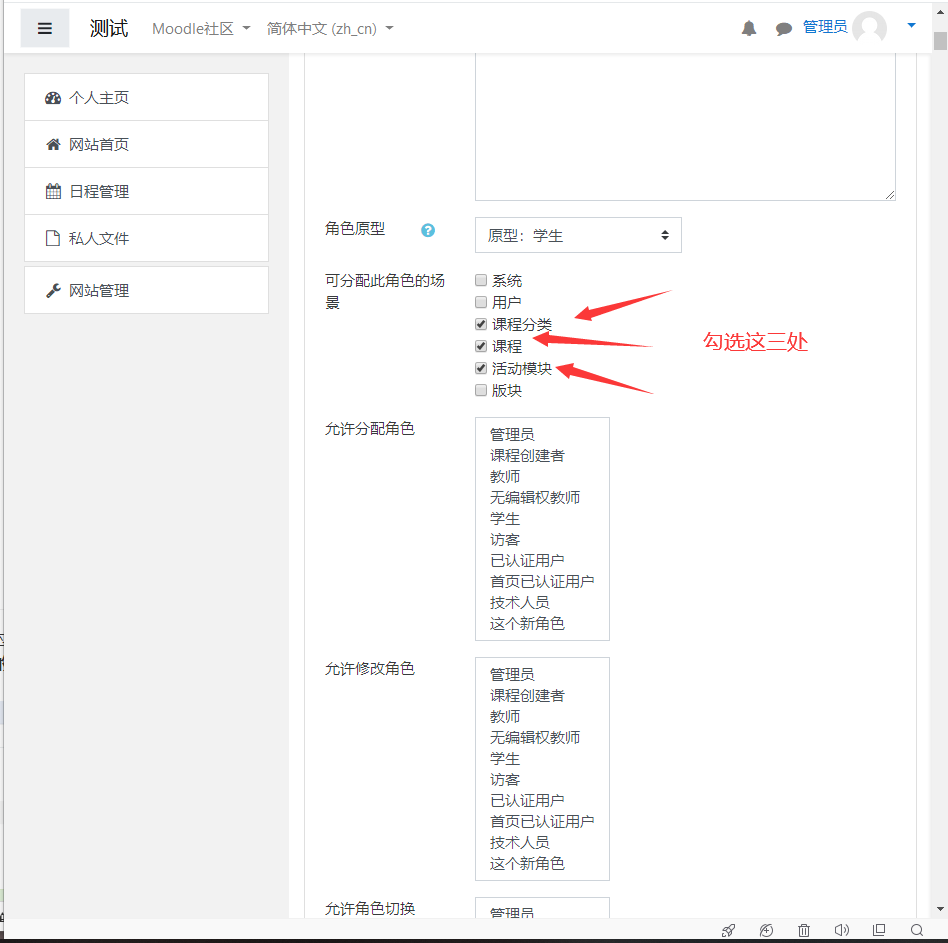 测试 Moodle社区 简体中文 (zh_cn) 管理员
个人主页
网站首页
日程管理
私人文件
网站管理
角色原型 ? 原型：学生
可分配此角色的场
景
系统
用户
课程分类
课程
活动模块
版块
勾选这三处
允许分配角色
管理员
课程创建者
教师
无编辑权教师
学生
访客
已认证用户
首页已认证用户
技术人员
这个新角色
允许修改角色
管理员
课程创建者
教师
无编辑权教师
学生
访客
已认证用户
首页已认证用户
技术人员
这个新角色
允许角色切换
管理员